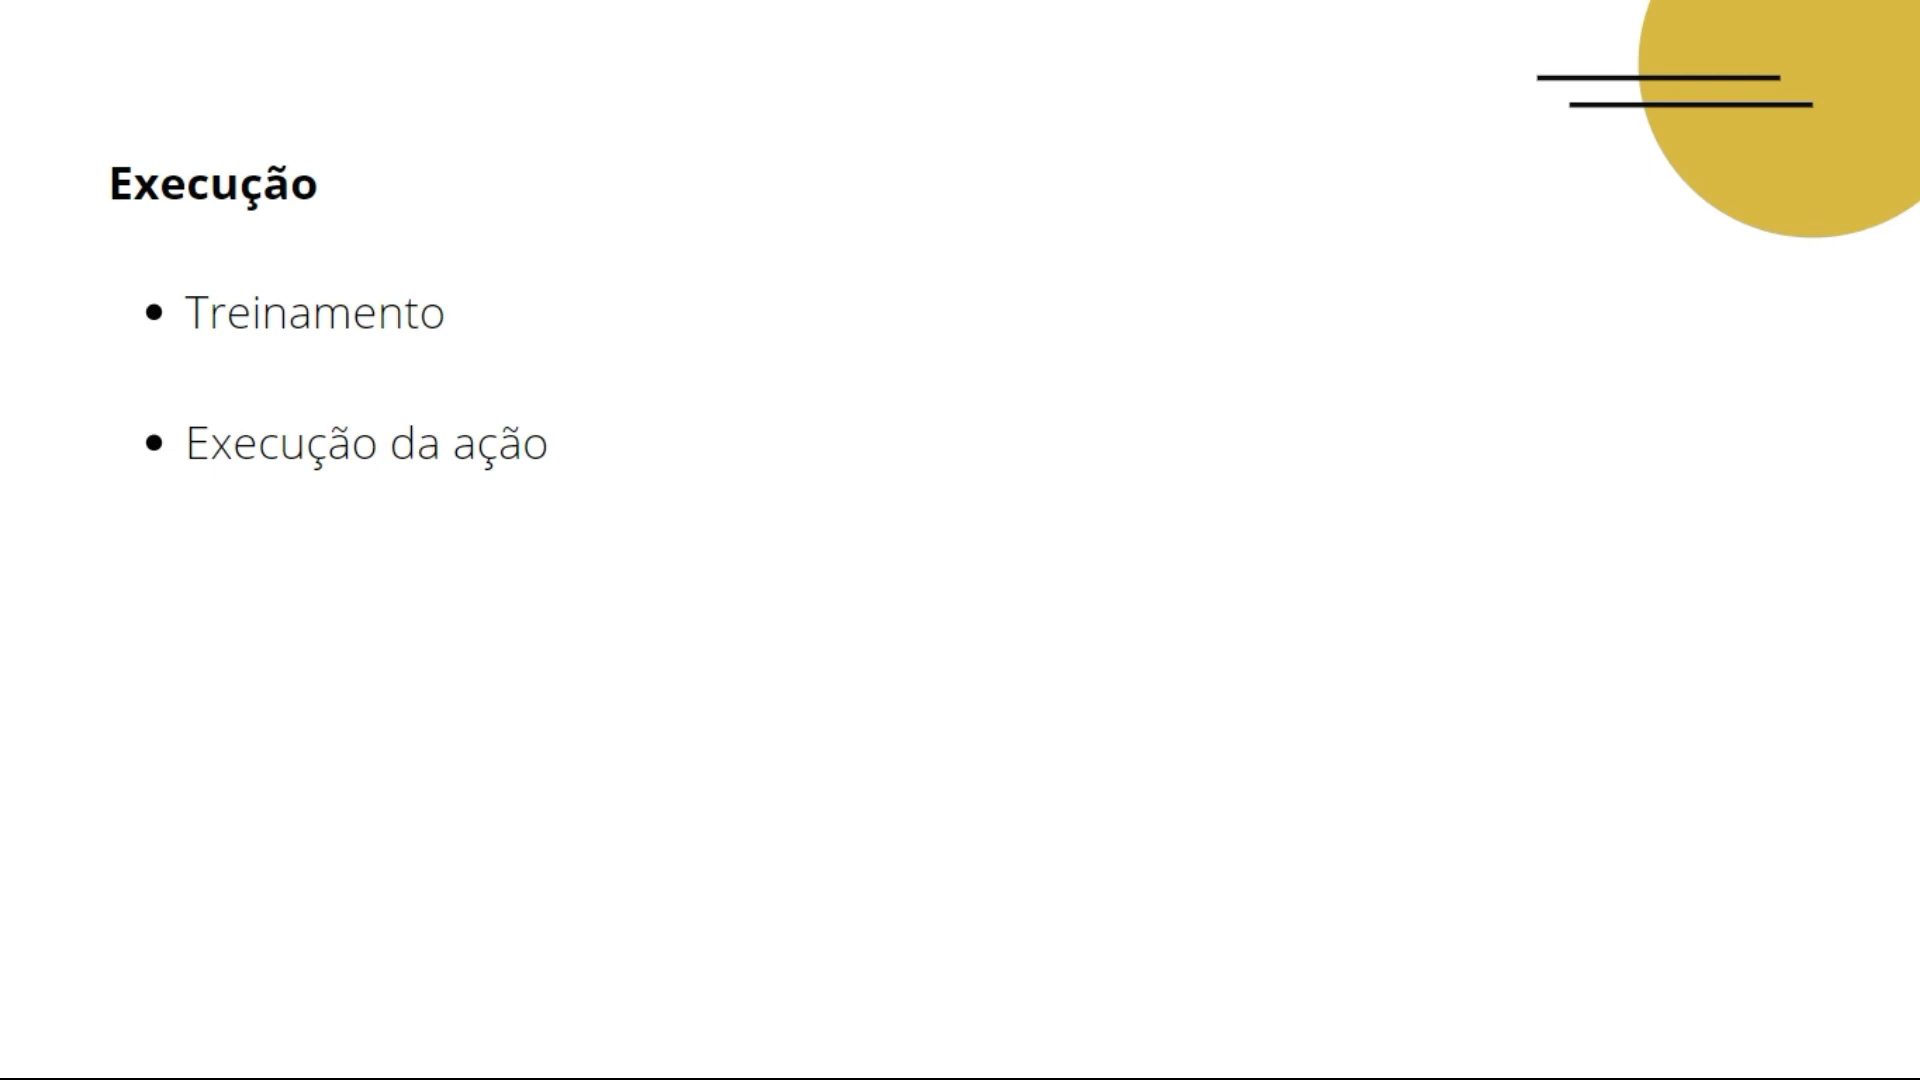 Execução
• Treinamento
• Execução da ação